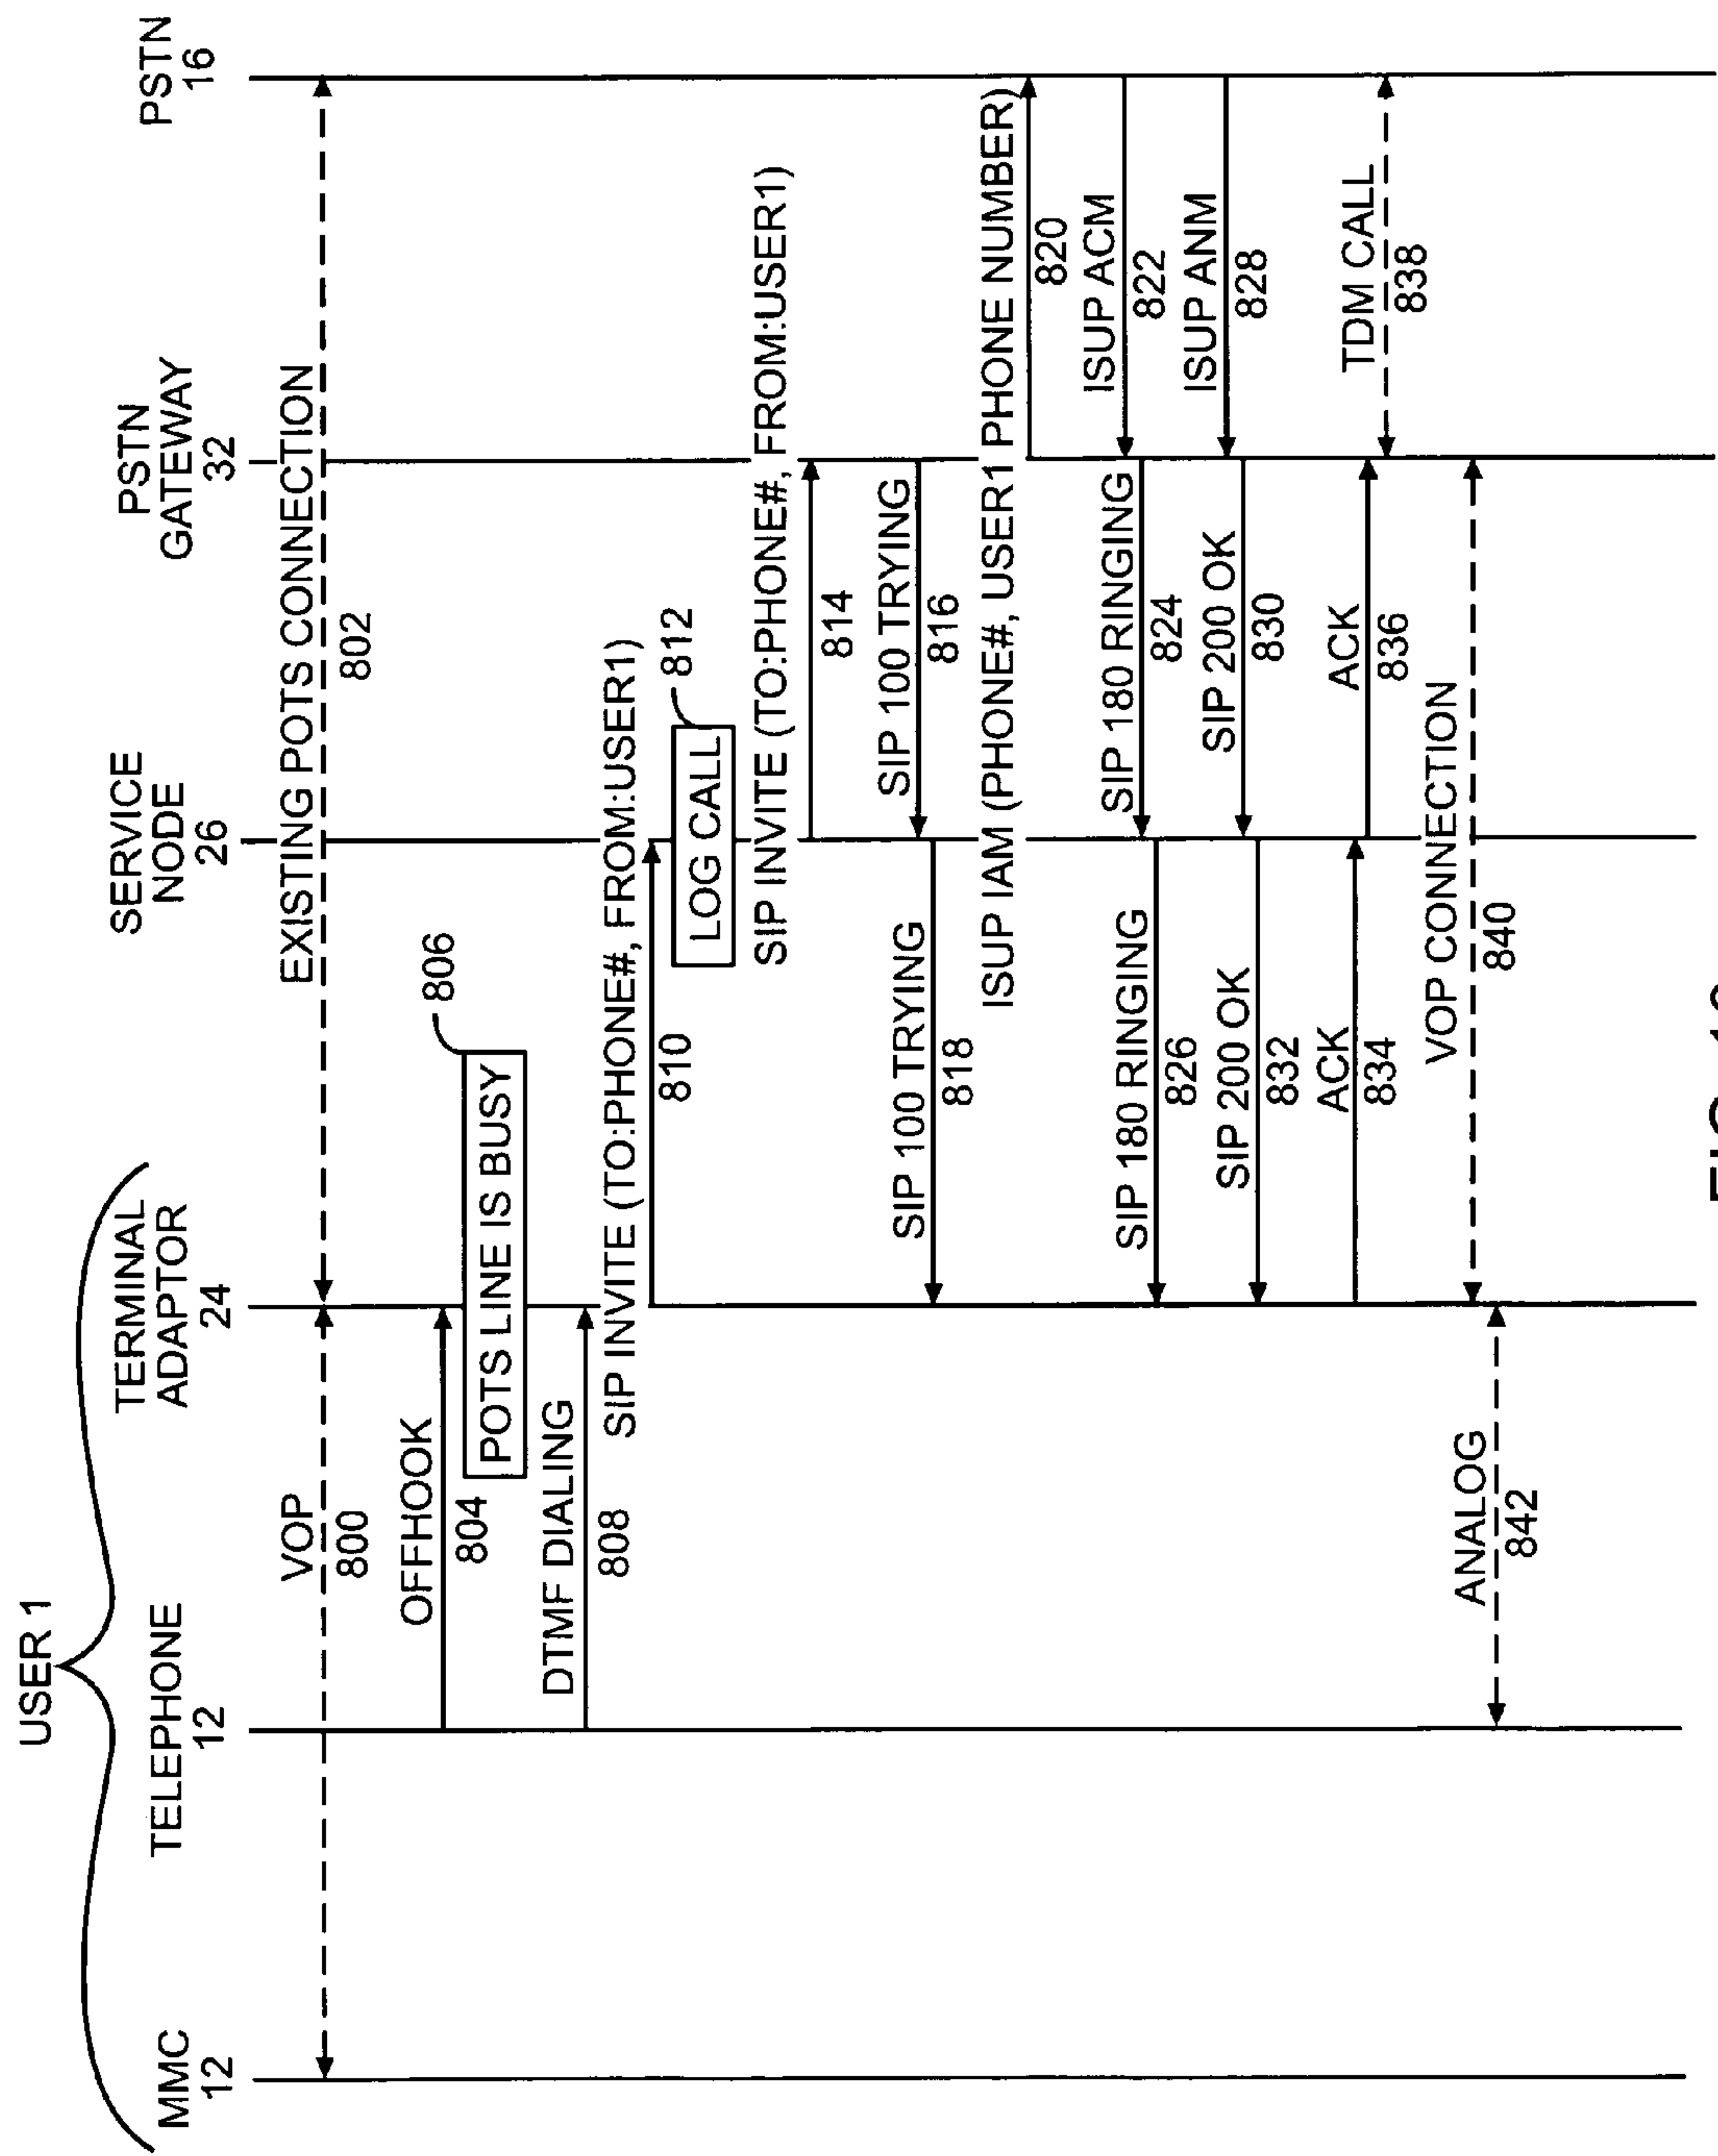 USER 1
MMC
12
TELEPHONE
12
TERMINAL
ADAPTOR
24
SERVICE
NODE
26
PSTN
GATEWAY
32
PSTN
16
VOP
800
EXISTING POTS CONNECTION
802
OFFHOOK
804
POTS LINE IS BUSY
806
DTMF DIALING
808
SIP INVITE (TO:PHONE#, FROM:USER1)
810
LOG CALL
812
SIP INVITE (TO:PHONE#, FROM:USER1)
814
SIP 100 TRYING
816
SIP 100 TRYING
818
ISUP IAM (PHONE#, USER1 PHONE NUMBER)
820
ISUP ACM
822
SIP 180 RINGING
824
SIP 180 RINGING
826
ISUP ANM
828
SIP 200 OK
830
SIP 200 OK
832
ACK
834
ACK
836
TDM CALL
838
VOP CONNECTION
840
ANALOG
842